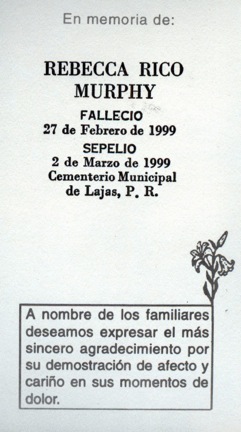 En memoria de:
REBECCA RICO
MURPHY
FALLECIO
27 de Febrero de 1999
SEPELIO
2 de Marzo de 1999
Cementerio Municipal
de Lajas, P. R.
A nombre de los familiares
deseamos expresar el más
sincero agradecimiento por
su demostración de afecto y
cariño en sus momentos de
dolor.